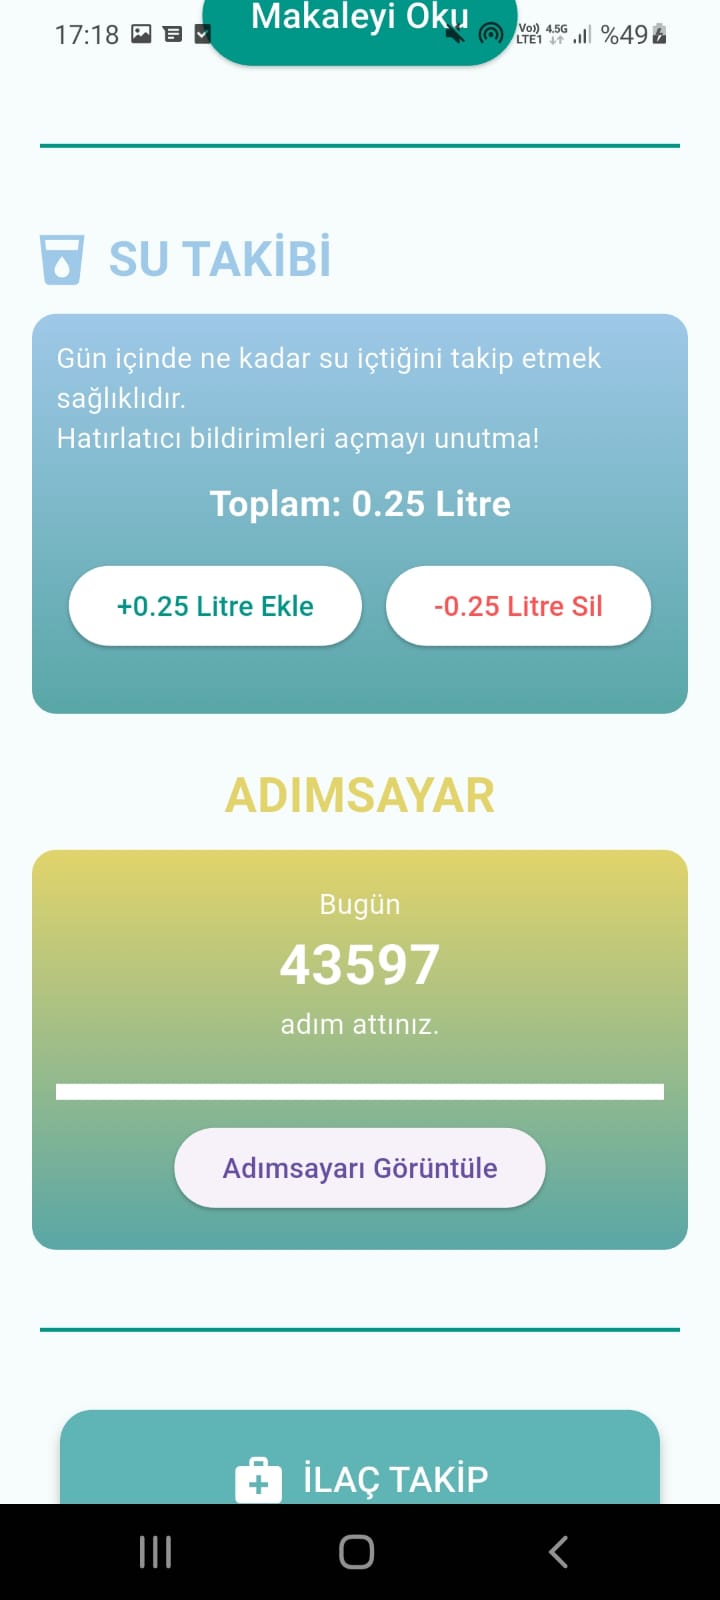 Makaleyi Oku
17:18
Vo)) LTE1 4.5G %49
SU TAKİBİ
Gün içinde ne kadar su içtiğini takip etmek
sağlıklıdır.
Hatırlatıcı bildirimleri açmayı unutma!
Toplam: 0.25 Litre
+0.25 Litre Ekle
-0.25 Litre Sil
ADIMSAYAR
Bugün
43597
adım attınız.
Adımsayarı Görüntüle
İLAÇ TAKİP